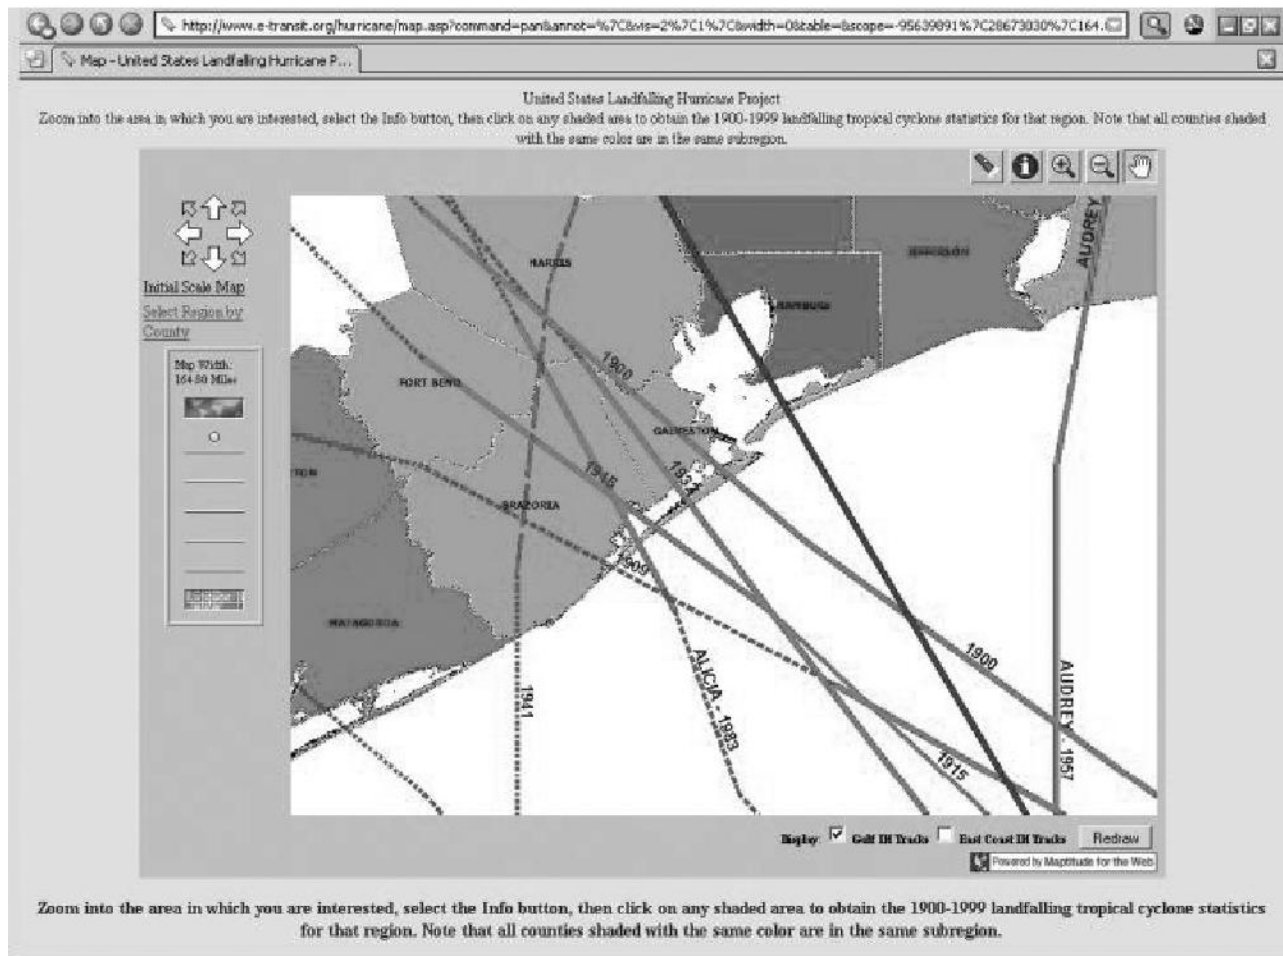 http://www.e-transit.org/hurricane/map.asp?command=pan&annot=%7C&vis=2%7C1%7C&width=0&table=&scope=-95639891%7C28673030%7C164.
Map - United States Landfalling Hurricane P...
United States Landfalling Hurricane Project
Zoom into the area in which you are interested, select the Info button, then click on any shaded area to obtain the 1900-1999 landfalling tropical cyclone statistics for that region. Note that all counties shaded
with the same color are in the same subregion.
Initial Scale Map
Select Region by
County
Map Width:
164.80 Miles
AUDREY
HARRIS
JEFFERSON
CHAMBERS
1900
FORT BEND
GALVESTON
1948
TON
BRAZORIA
1909
MATAGORDA
1900
1941
ALICIA - 1983
AUDREY - 1957
1915
Display:
Gulf IH Tracks
East Coast IH Tracks
Redraw
Powered by Maptitude for the Web
Zoom into the area in which you are interested, select the Info button, then click on any shaded area to obtain the 1900-1999 landfalling tropical cyclone statistics
for that region. Note that all counties shaded with the same color are in the same subregion.